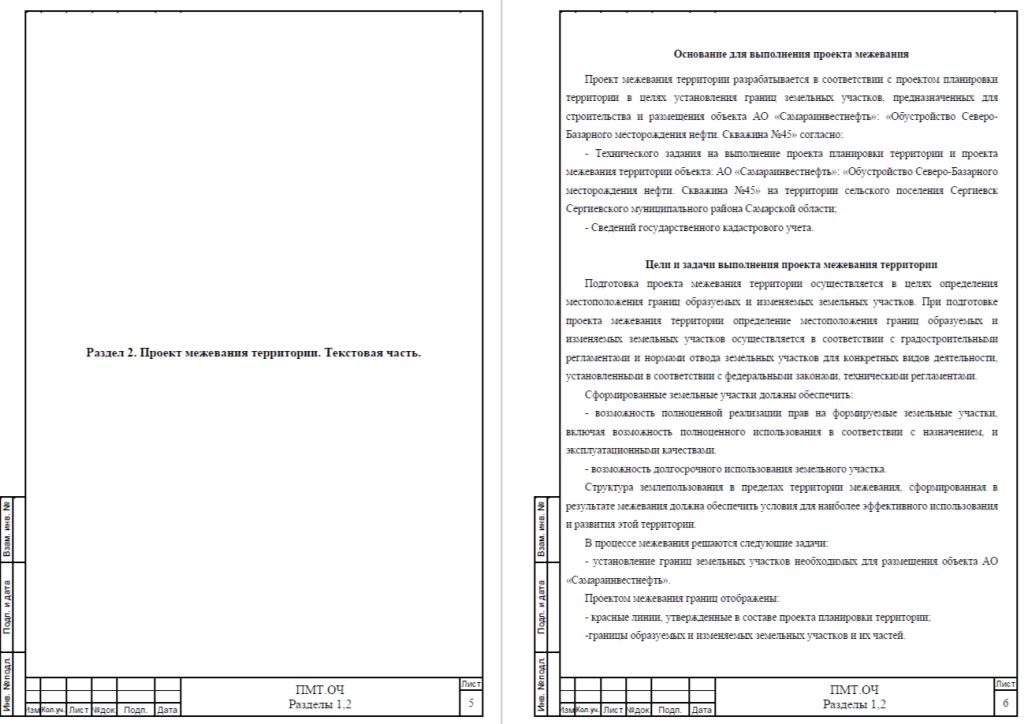 Раздел 2. Проект межевания территории. Текстовая часть.
Взам. инв. №
Подп. и дата
Инв. №подл.
Изм
Кол.уч.
Лист
№док
Подп.
Дата
ПМТ.ОЧ
Разделы 1,2
Лист
5
Основание для выполнения проекта межевания
Проект межевания территории разрабатывается в соответствии с проектом планировки
территории в целях установления границ земельных участков, предназначенных для
строительства и размещения объекта АО «Самараинвестнефть»: «Обустройство Северо-
Базарного месторождения нефти. Скважина №45» согласно:
- Технического задания на выполнение проекта планировки территории и проекта
межевания территории объекта: АО «Самараинвестнефть»: «Обустройство Северо-Базарного
месторождения нефти. Скважина №45» на территории сельского поселения Сергиевск
Сергиевского муниципального района Самарской области;
- Сведений государственного кадастрового учета.
Цели и задачи выполнения проекта межевания территории
Подготовка проекта межевания территории осуществляется в целях определения
местоположения границ образуемых и изменяемых земельных участков. При подготовке
проекта межевания территории определение местоположения границ образуемых и
изменяемых земельных участков осуществляется в соответствии с градостроительными
регламентами и нормами отвода земельных участков для конкретных видов деятельности,
установленными в соответствии с федеральными законами, техническими регламентами.
Сформированные земельные участки должны обеспечить:
- возможность полноценной реализации прав на формируемые земельные участки,
включая возможность полноценного использования в соответствии с назначением, и
эксплуатационными качествами.
- возможность долгосрочного использования земельного участка.
Структура землепользования в пределах территории межевания, сформированная в
результате межевания должна обеспечить условия для наиболее эффективного использования
и развития этой территории.
В процессе межевания решаются следующие задачи:
- установление границ земельных участков необходимых для размещения объекта АО
«Самараинвестнефть».
Проектом межевания границ отображены:
- красные линии, утвержденные в составе проекта планировки территории;
-границы образуемых и изменяемых земельных участков и их частей.
Взам. инв. №
Подп. и дата
Инв. №подл.
Изм
Кол.уч.
Лист
№док
Подп.
Дата
ПМТ.ОЧ
Разделы 1,2
Лист
6